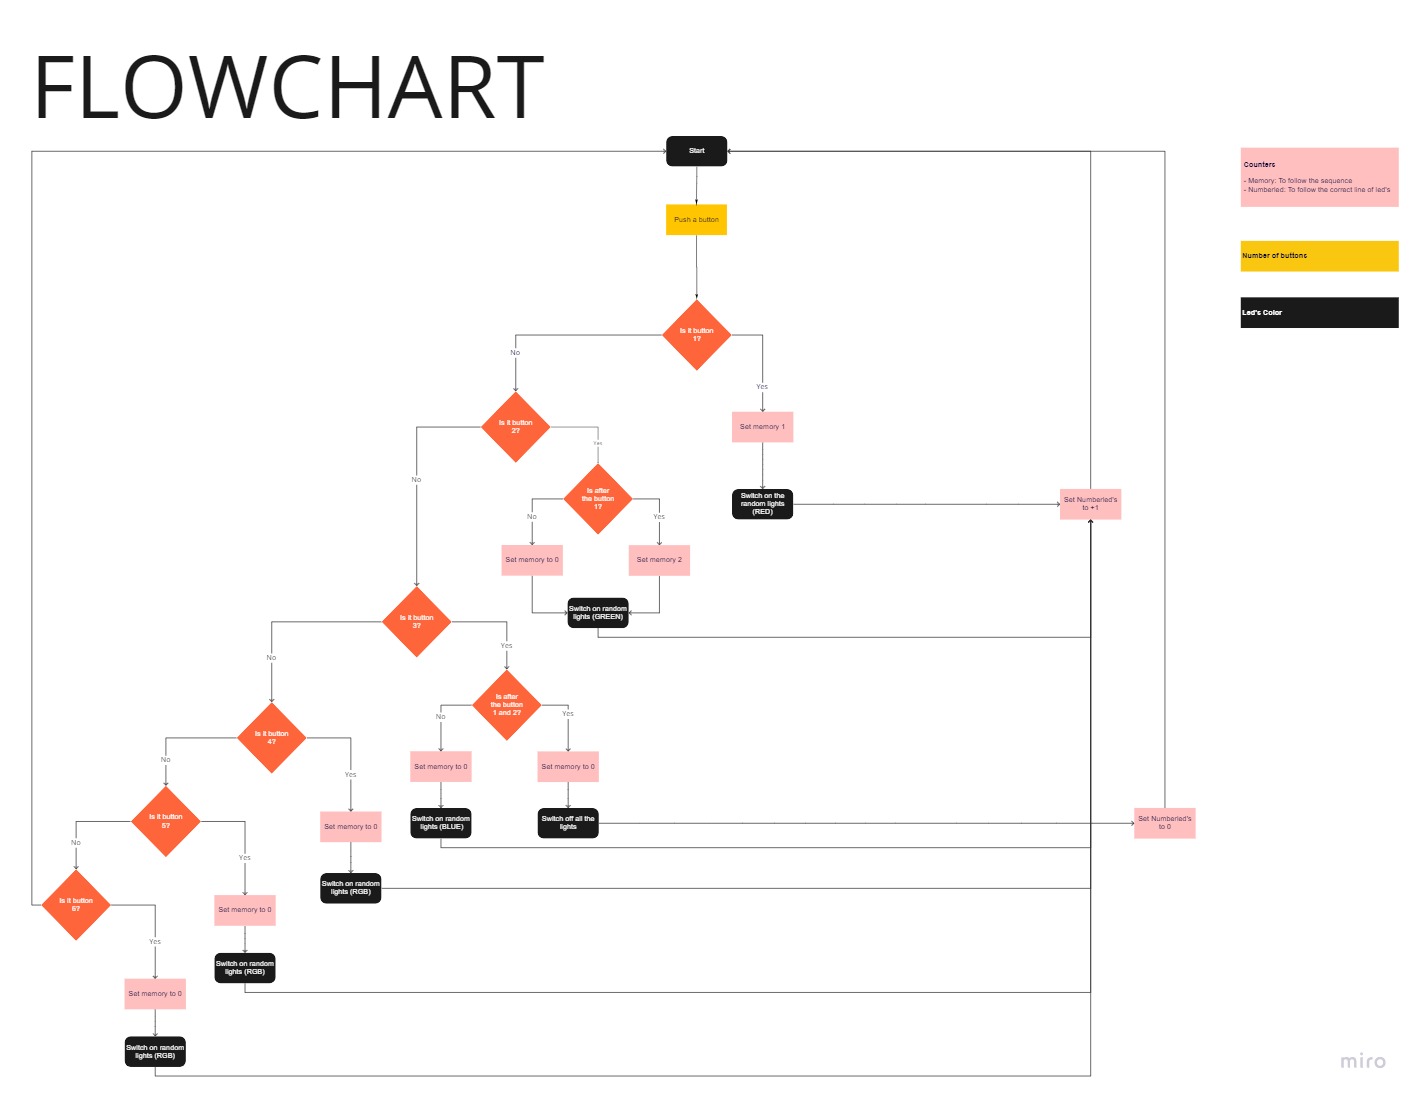 FLOWCHART
Start
Counters
- Memory: To follow the sequence
- Numberled: To follow the correct line of led's
Push a button
Number of buttons
Led's Color
Is it button
1?
No
Yes
Is it button
2?
Set memory 1
Yes
No
Is after
the button
1?
Switch on the
random lights
(RED)
Set Numberled's
to +1
No
Yes
Set memory to 0
Set memory 2
Switch on random
lights (GREEN)
Is it button
3?
No
Yes
Is after
the button
1 and 2?
No
Yes
Is it button
4?
No
Yes
Set memory to 0
Set memory to 0
Is it button
5?
Set memory to 0
Switch on random
lights (BLUE)
Switch off all the
lights
Set Numberled's
to 0
No
Yes
Switch on random
lights (RGB)
Is it button
6?
Set memory to 0
Yes
Switch on random
lights (RGB)
Set memory to 0
Switch on random
lights (RGB)
miro